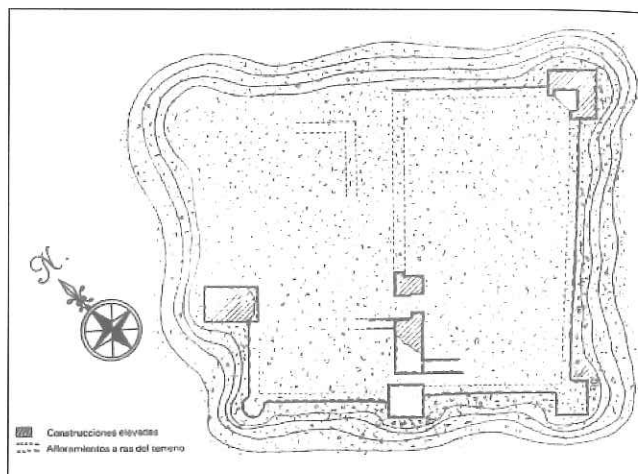 N.
Construcciones elevadas
Afloramientos a ras del terreno